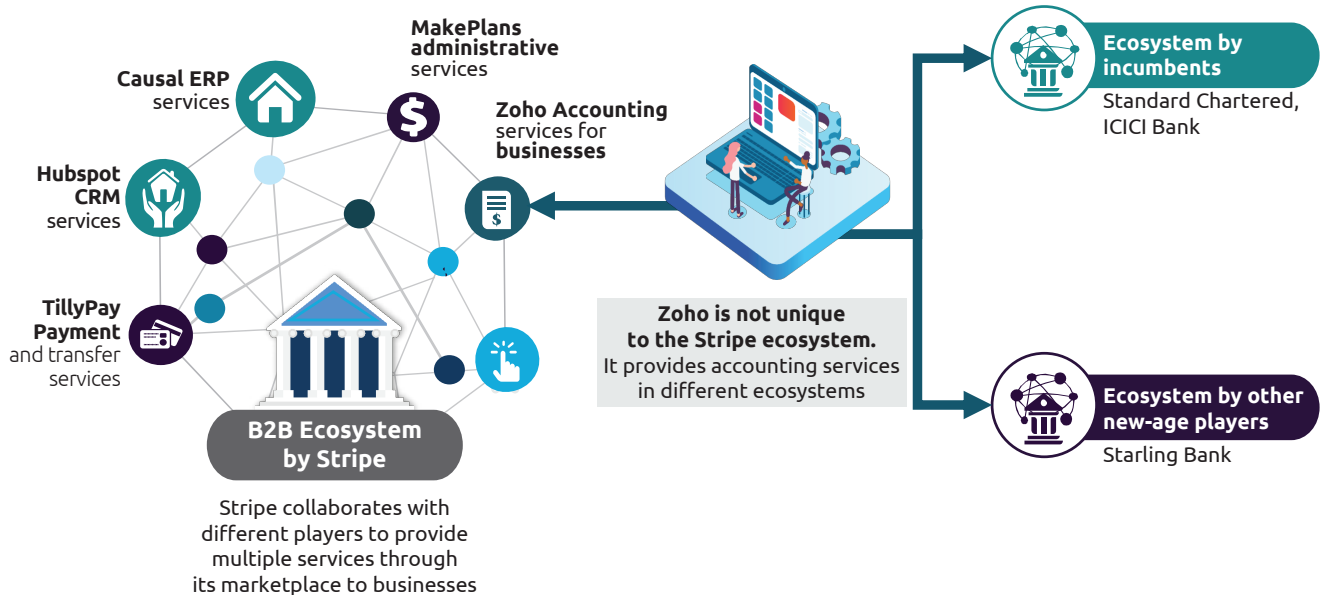 MakePlans
administrative
services
Causal ERP
services
Zoho Accounting
services for
businesses
Hubspot
CRM
services
TillyPay
Payment
and transfer
services
$
$
B2B Ecosystem
by Stripe
Stripe collaborates with
different players to provide
multiple services through
its marketplace to businesses
Zoho is not unique
to the Stripe ecosystem.
It provides accounting services
in different ecosystems
Ecosystem by
incumbents
Standard Chartered,
ICICI Bank
Ecosystem by other
new-age players
Starling Bank